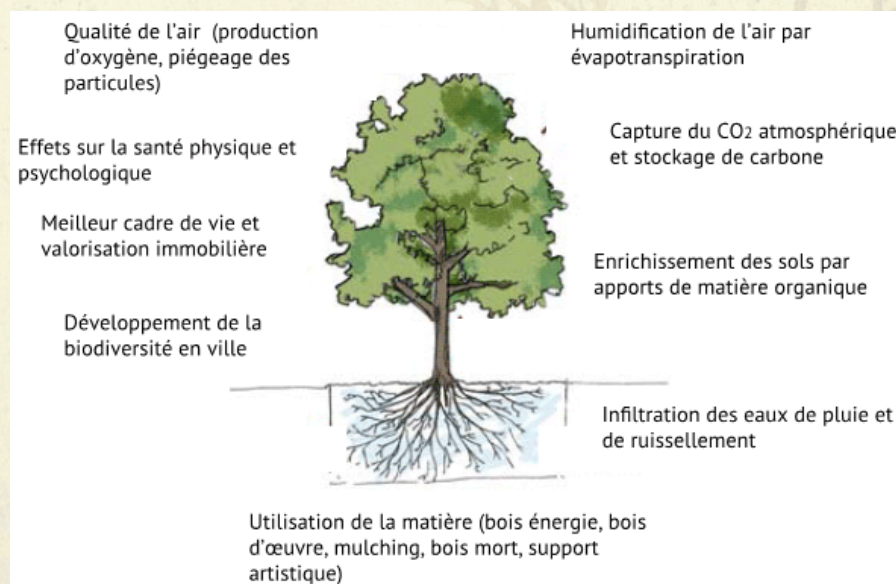 Qualité de l’air (production
d’oxygène, piégeage des
particules)
Humidification de l’air par
évapotranspiration
Effets sur la santé physique et
psychologique
Capture du CO2 atmosphérique
et stockage de carbone
Meilleur cadre de vie et
valorisation immobilière
Enrichissement des sols par
apports de matière organique
Développement de la
biodiversité en ville
Infiltration des eaux de pluie et
de ruissellement
Utilisation de la matière (bois énergie, bois
d’œuvre, mulching, bois mort, support
artistique)